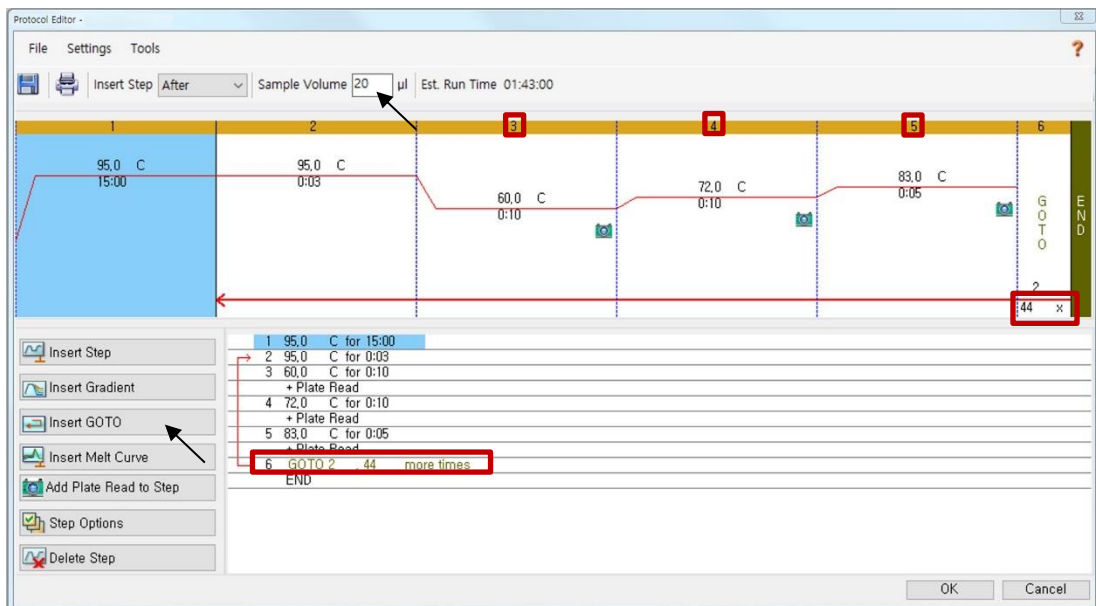 Protocol Editor -
File Settings Tools ?
Insert Step After Sample Volume 20 µl Est. Run Time 01:43:00
1 2 3 4 5 6
95,0 C
15:00
95,0 C
0:03
60,0 C
0:10
72,0 C
0:10
83,0 C
0:05
GOTO
END
2
44 x
Insert Step
Insert Gradient
Insert GOTO
Insert Melt Curve
Add Plate Read to Step
Step Options
Delete Step
1 95,0 C for 15:00
2 95,0 C for 0:03
3 60,0 C for 0:10
+ Plate Read
4 72,0 C for 0:10
+ Plate Read
5 83,0 C for 0:05
+ Plate Read
6 GOTO 2 , 44 more times
END
OK Cancel